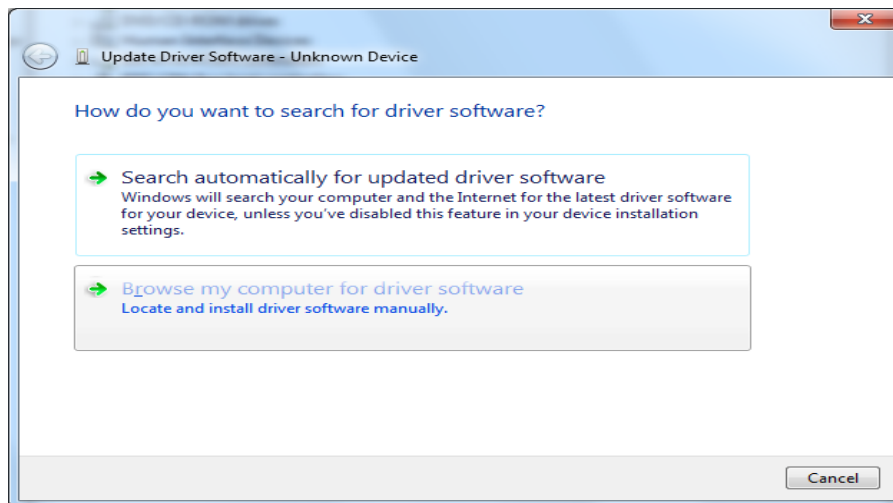 Update Driver Software - Unknown Device
How do you want to search for driver software?
Search automatically for updated driver software
Windows will search your computer and the Internet for the latest driver software
for your device, unless you've disabled this feature in your device installation
settings.
Browse my computer for driver software
Locate and install driver software manually.
Cancel